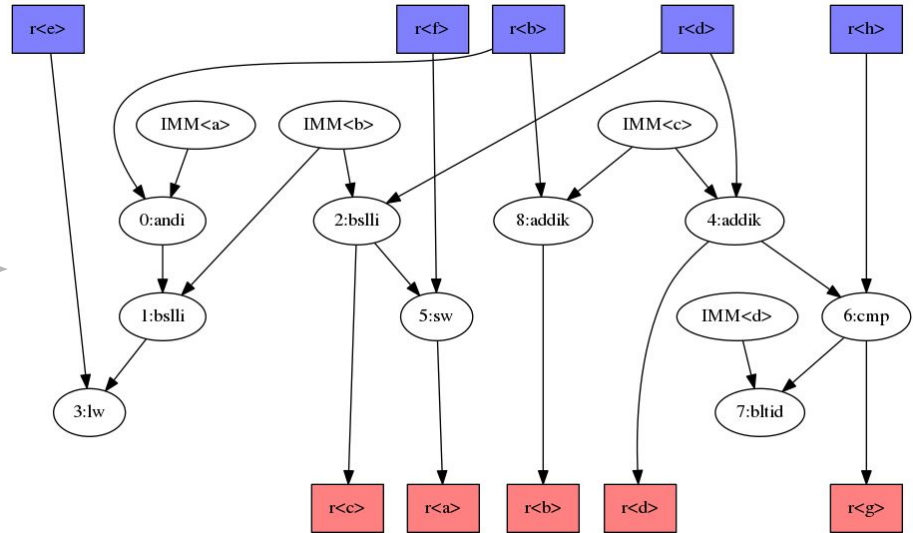 r<e>
r<f>
r<b>
r<d>
r<h>
IMM<a>
IMM<b>
IMM<c>
0:andi
2:bslli
8:addik
4:addik
1:bslli
5:sw
IMM<d>
6:cmp
3:lw
7:bltid
r<c>
r<a>
r<b>
r<d>
r<g>